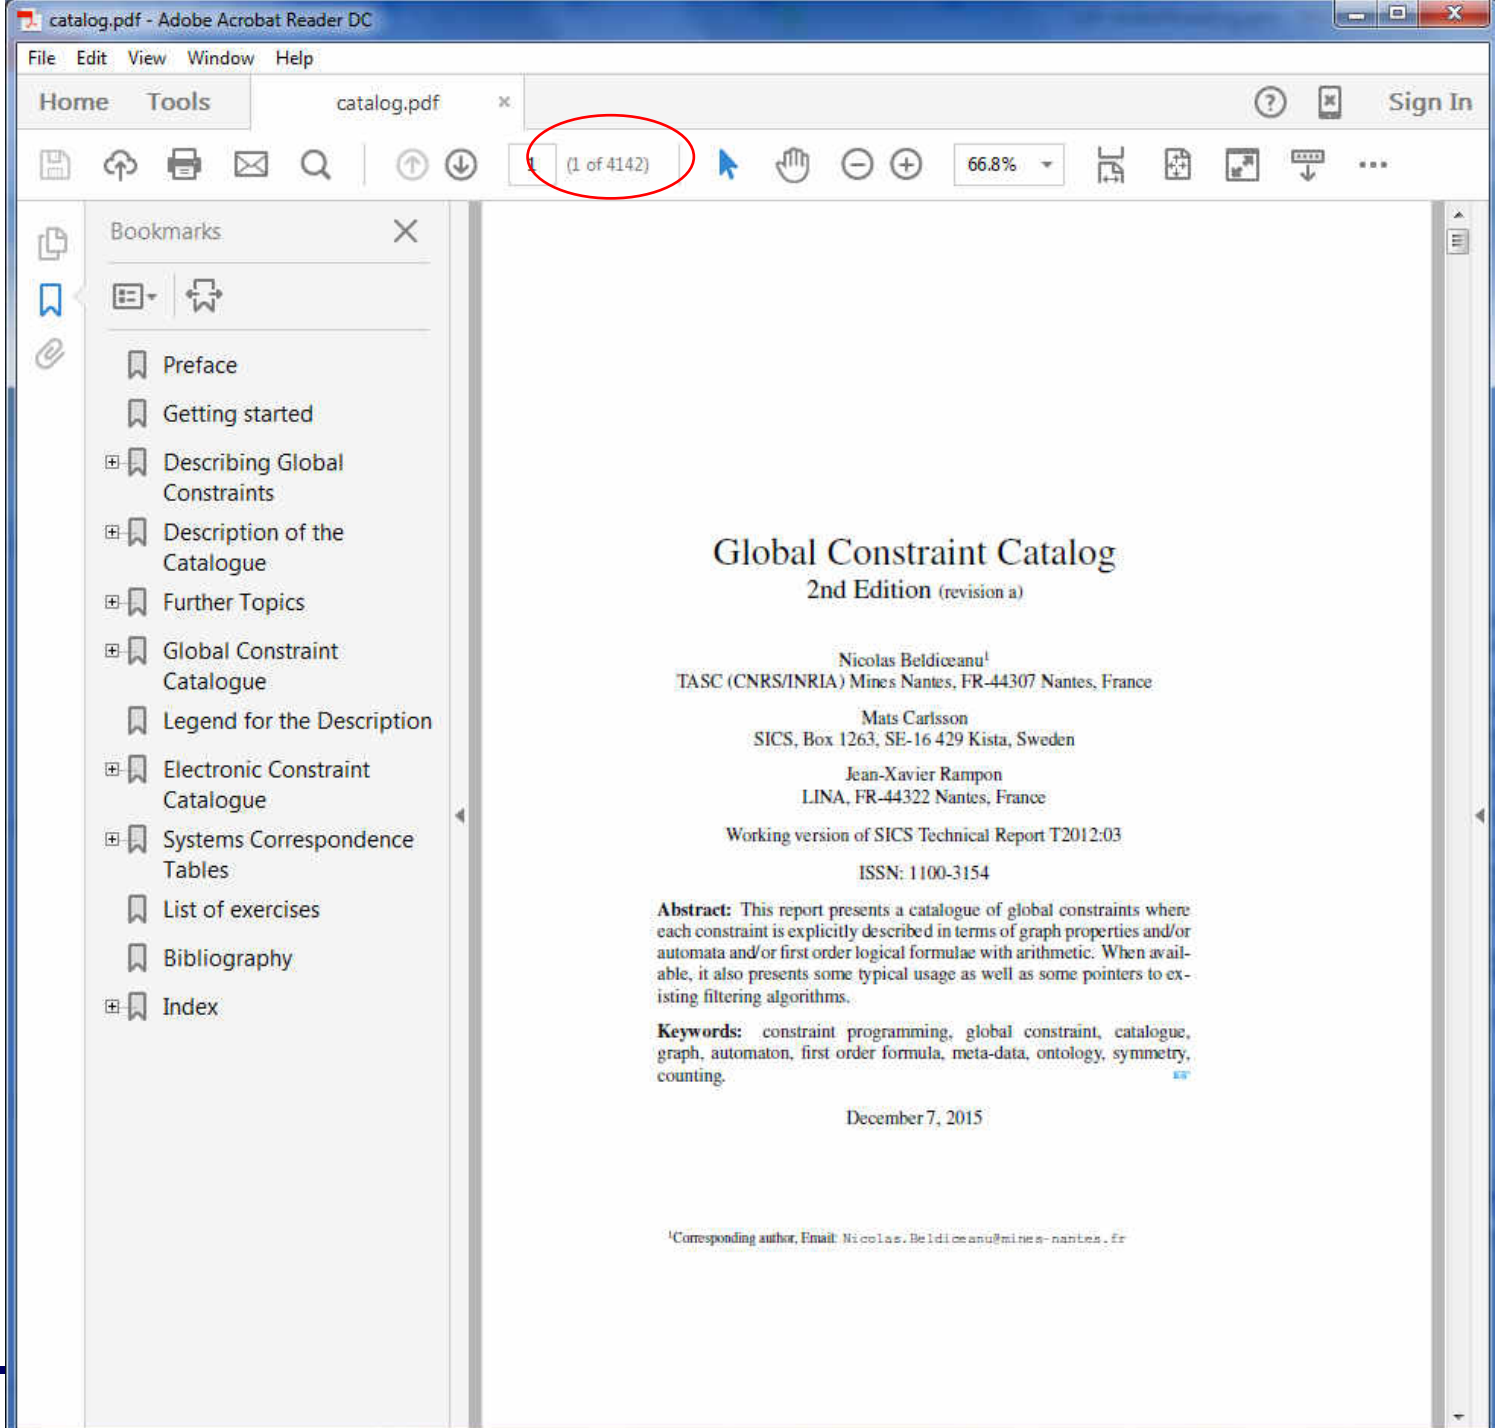 catalog.pdf - Adobe Acrobat Reader DC
File Edit View Window Help
Home Tools catalog.pdf × Sign In
1 (1 of 4142) 66.8%
Bookmarks
Preface
Getting started
Describing Global
Constraints
Description of the
Catalogue
Further Topics
Global Constraint
Catalogue
Legend for the Description
Electronic Constraint
Catalogue
Systems Correspondence
Tables
List of exercises
Bibliography
Index
Global Constraint Catalog
2nd Edition (revision a)
Nicolas Beldiceanu¹
TASC (CNRS/INRIA) Mines Nantes, FR-44307 Nantes, France
Mats Carlsson
SICS, Box 1263, SE-16 429 Kista, Sweden
Jean-Xavier Rampon
LINA, FR-44322 Nantes, France
Working version of SICS Technical Report T2012:03
ISSN: 1100-3154
Abstract: This report presents a catalogue of global constraints where
each constraint is explicitly described in terms of graph properties and/or
automata and/or first order logical formulae with arithmetic. When avail-
able, it also presents some typical usage as well as some pointers to ex-
isting filtering algorithms.
Keywords: constraint programming, global constraint, catalogue,
graph, automaton, first order formula, meta-data, ontology, symmetry,
counting.
December 7, 2015
¹Corresponding author, Email: Nicolas.Beldiceanu@mines-nantes.fr